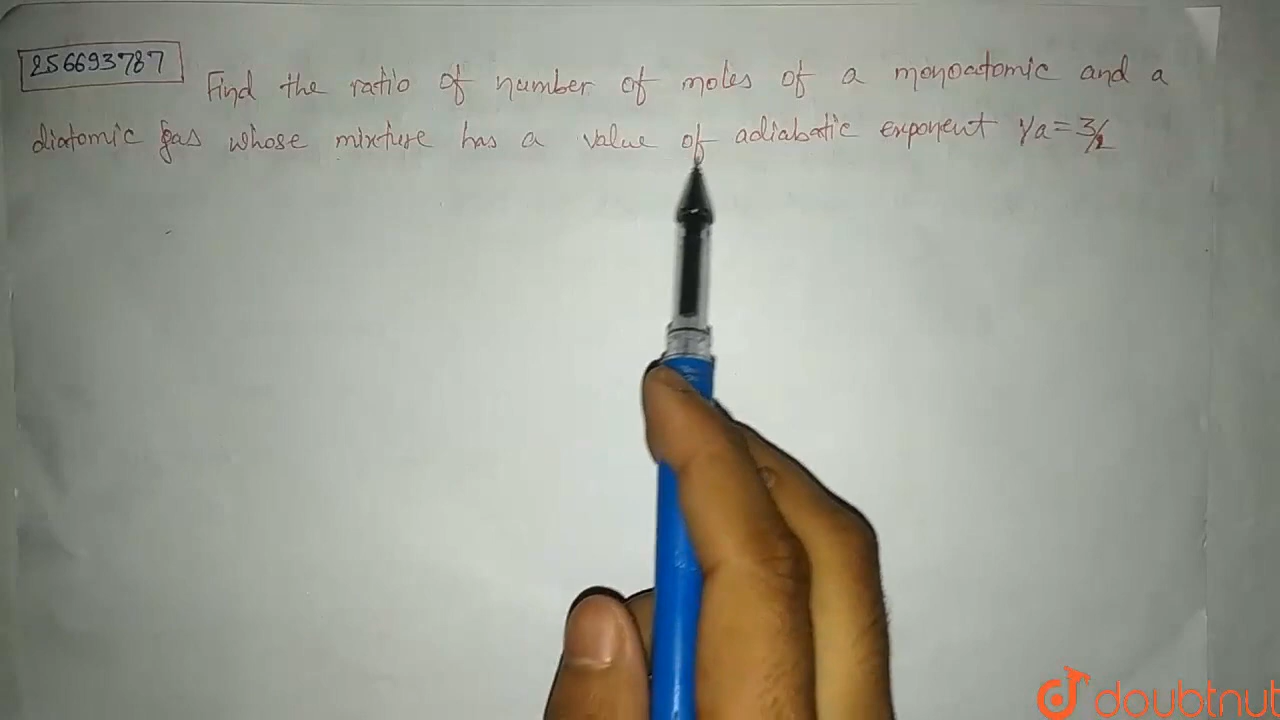 256693787
Find the ratio of number of moles of a monoatomic and a
diatomic gas whose mixture has a value of adiabatic exponent γa = 3/2
doubtnut